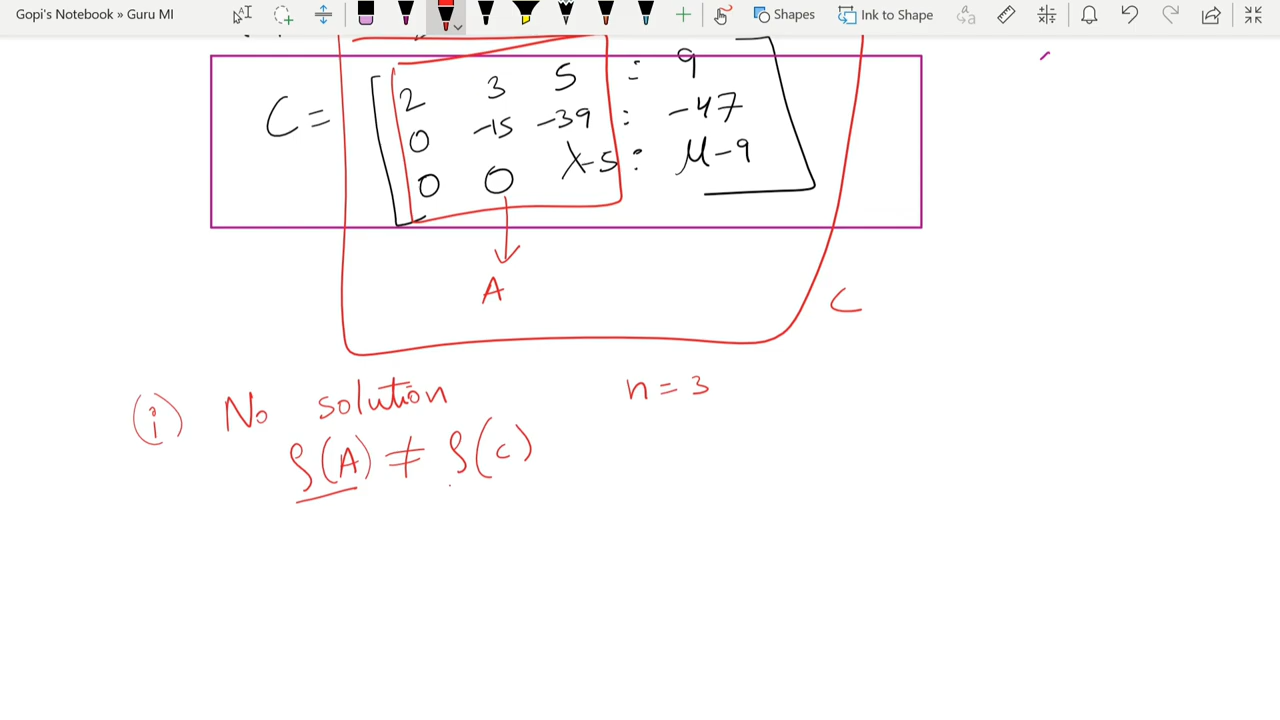 Gopi's Notebook » Guru MI
Shapes
Ink to Shape
C = [ 2 3 5 : 9
0 -15 -39 : -47
0 0 λ-5 : μ-9 ]
A
C
(i) No solution n = 3
ρ(A) ≠ ρ(C)